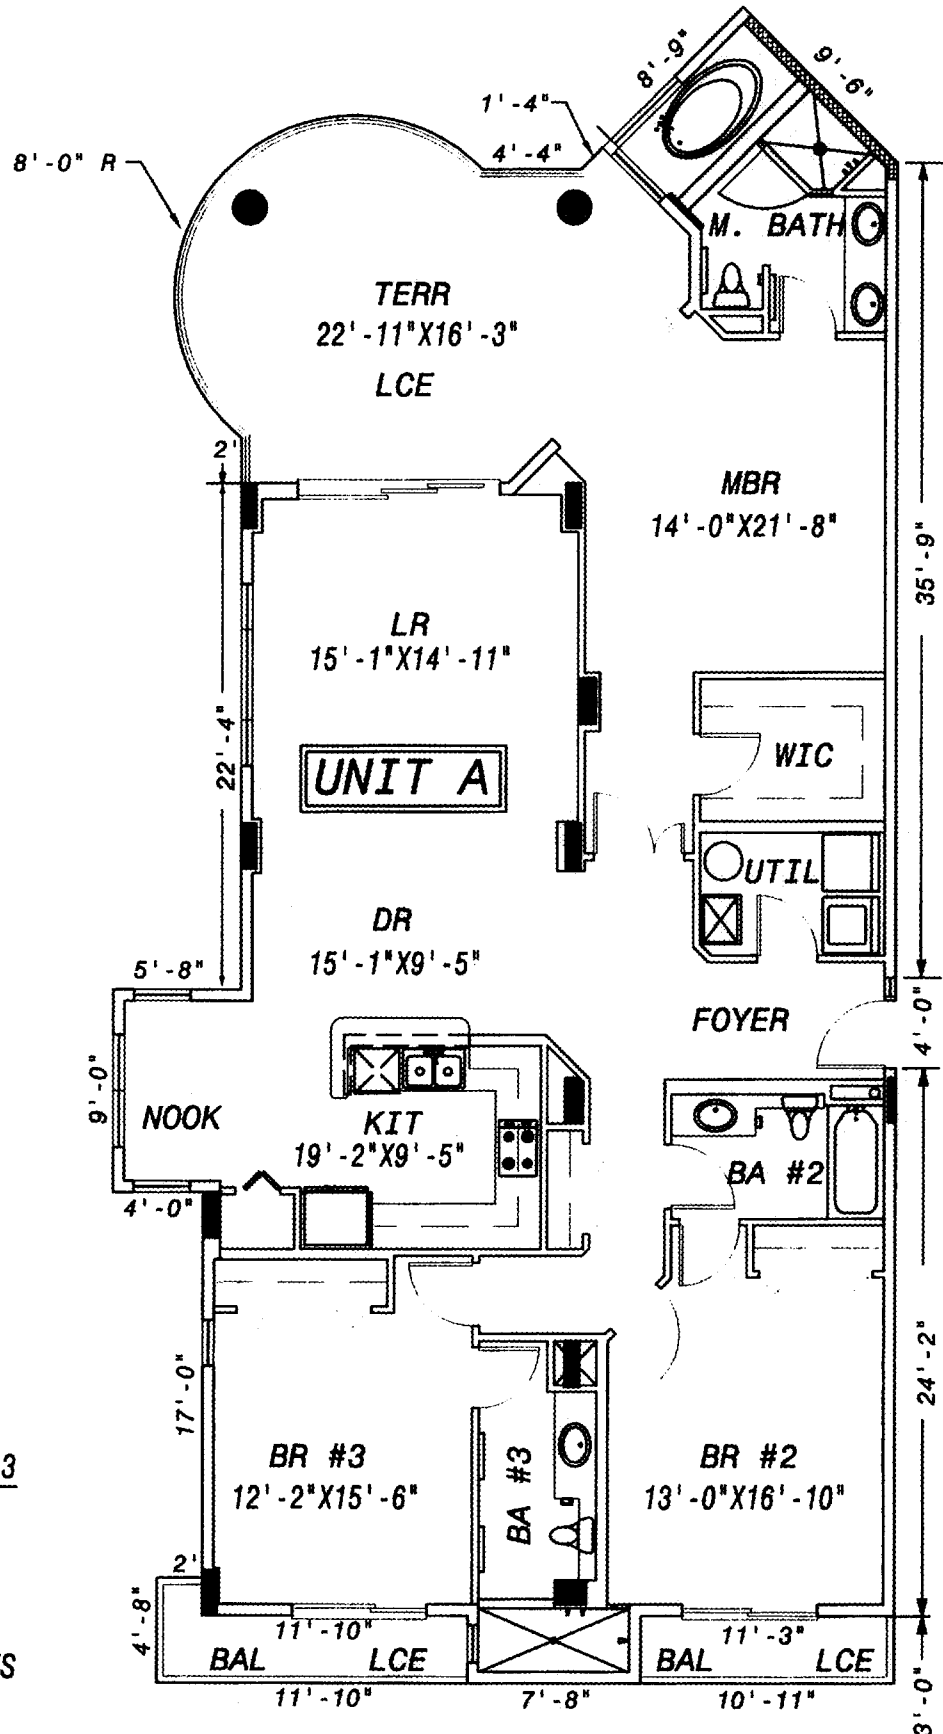 8'-9"
9'-6"
1'-4"
4'-4"
8'-0" R
M. BATH
TERR
22'-11"X16'-3"
LCE
2'
MBR
14'-0"X21'-8"
35'-9"
LR
15'-1"X14'-11"
22'-4"
WIC
UNIT A
UTIL
DR
15'-1"X9'-5"
5'-8"
FOYER
4'-0"
9'-0"
NOOK
KIT
19'-2"X9'-5"
BA #2
4'-0"
17'-0"
24'-2"
BR #3
12'-2"X15'-6"
BA #3
BR #2
13'-0"X16'-10"
3
2'
4'-8"
11'-10"
11'-3"
BAL
LCE
BAL
LCE
S
11'-10"
7'-8"
10'-11"
3'-0"